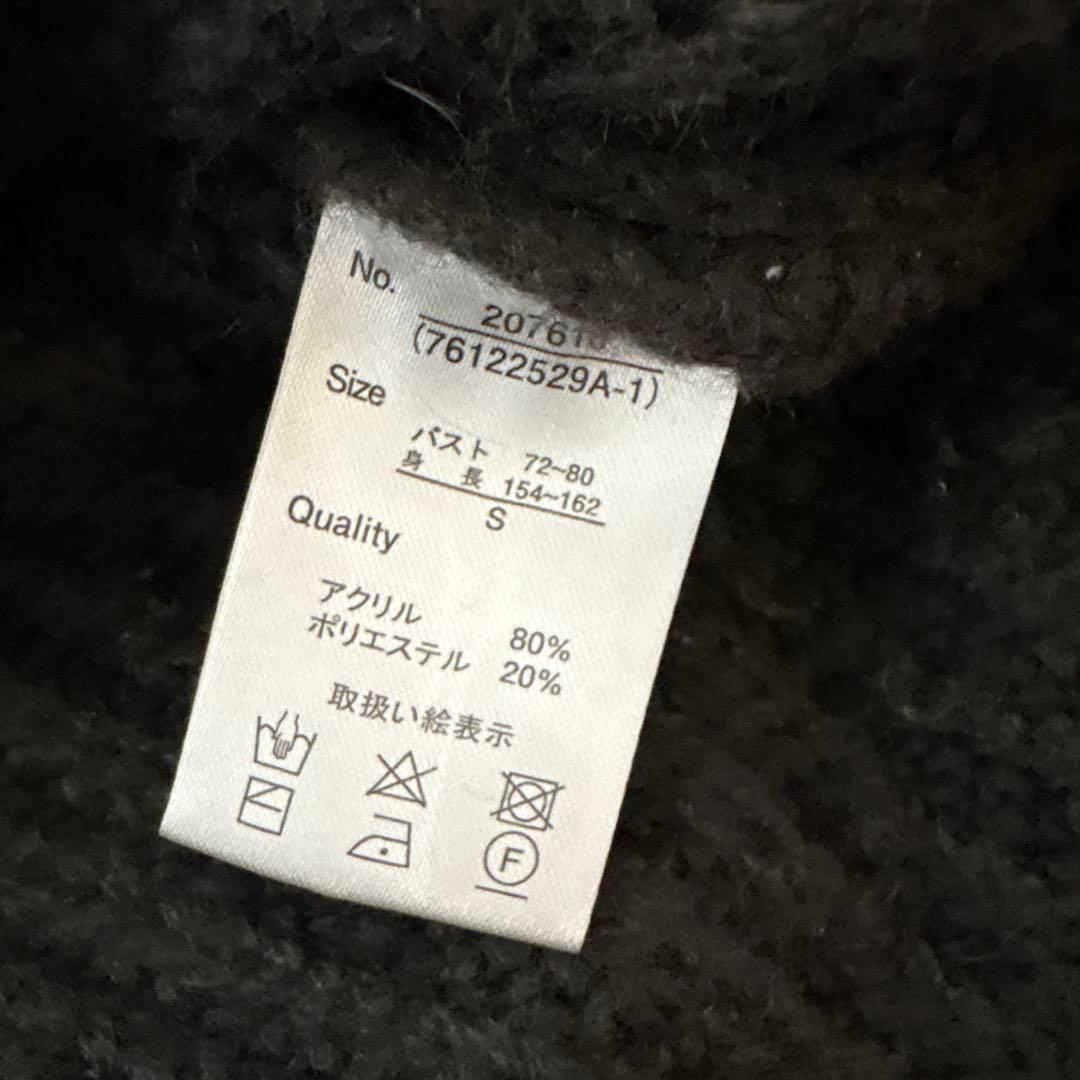 No.
(76122529A-1)
Size
バスト 72~80
身 長 154~162
S
Quality
アクリル 80%
ポリエステル 20%
取扱い絵表示
F